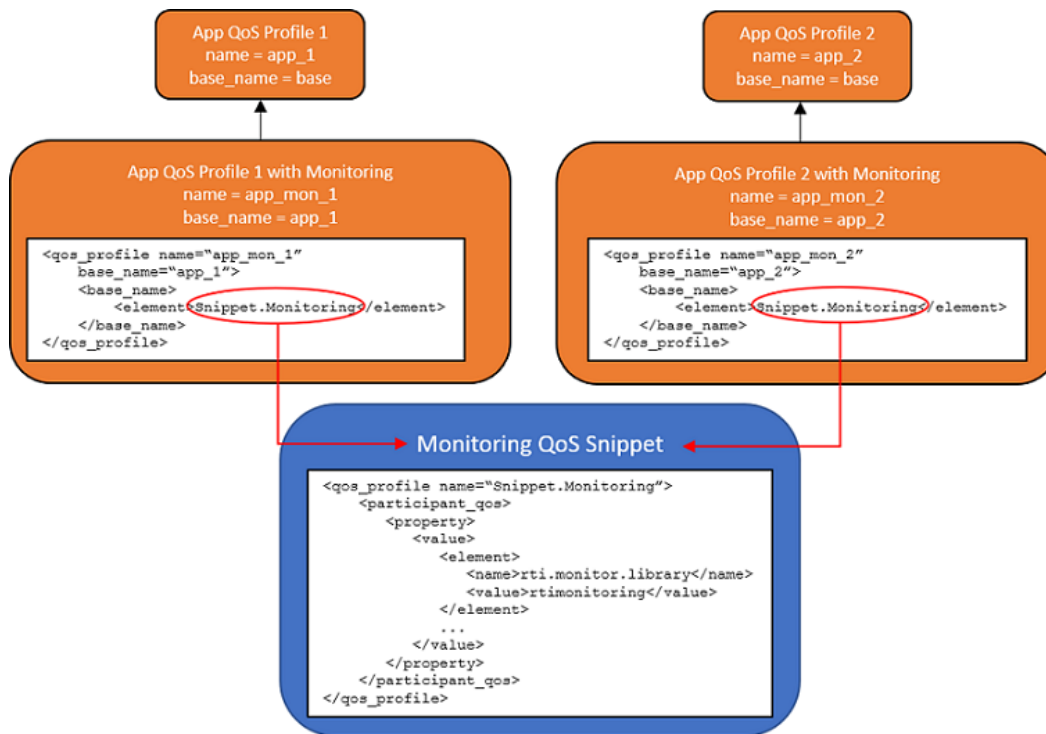 App QoS Profile 1
name = app_1
base_name = base
App QoS Profile 2
name = app_2
base_name = base
App QoS Profile 1 with Monitoring
name = app_mon_1
base_name = app_1
<qos_profile name=“app_mon_1”
    base_name=“app_1”>
    <base_name>
        <element>Snippet.Monitoring</element>
    </base_name>
</qos_profile>
App QoS Profile 2 with Monitoring
name = app_mon_2
base_name = app_2
<qos_profile name=“app_mon_2”
    base_name=“app_2”>
    <base_name>
        <element>Snippet.Monitoring</element>
    </base_name>
</qos_profile>
Monitoring QoS Snippet
<qos_profile name=“Snippet.Monitoring”>
    <participant_qos>
        <property>
            <value>
                <element>
                    <name>rti.monitor.library</name>
                    <value>rtimonitoring</value>
                </element>
                ...
            </value>
        </property>
    </participant_qos>
</qos_profile>